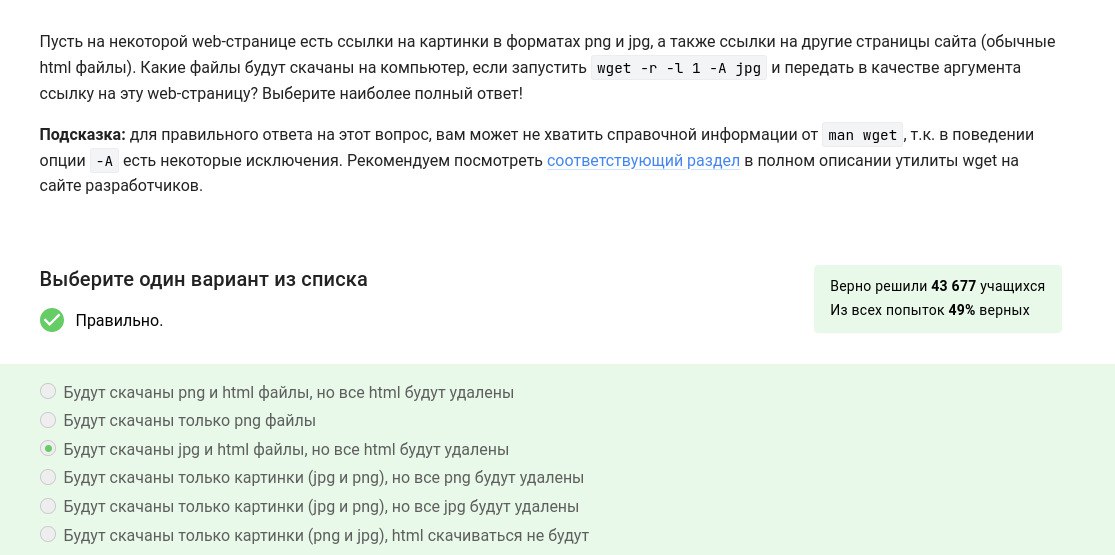 Пусть на некоторой web-странице есть ссылки на картинки в форматах png и jpg, а также ссылки на другие страницы сайта (обычные
html файлы). Какие файлы будут скачаны на компьютер, если запустить wget -r -l 1 -A jpg и передать в качестве аргумента
ссылку на эту web-страницу? Выберите наиболее полный ответ!
Подсказка: для правильного ответа на этот вопрос, вам может не хватить справочной информации от man wget, т.к. в поведении
опции -A есть некоторые исключения. Рекомендуем посмотреть соответствующий раздел в полном описании утилиты wget на
сайте разработчиков.
Выберите один вариант из списка
Правильно.
Верно решили 43 677 учащихся
Из всех попыток 49% верных
Будут скачаны png и html файлы, но все html будут удалены
Будут скачаны только png файлы
Будут скачаны jpg и html файлы, но все html будут удалены
Будут скачаны только картинки (jpg и png), но все png будут удалены
Будут скачаны только картинки (jpg и png), но все jpg будут удалены
Будут скачаны только картинки (png и jpg), html скачиваться не будут